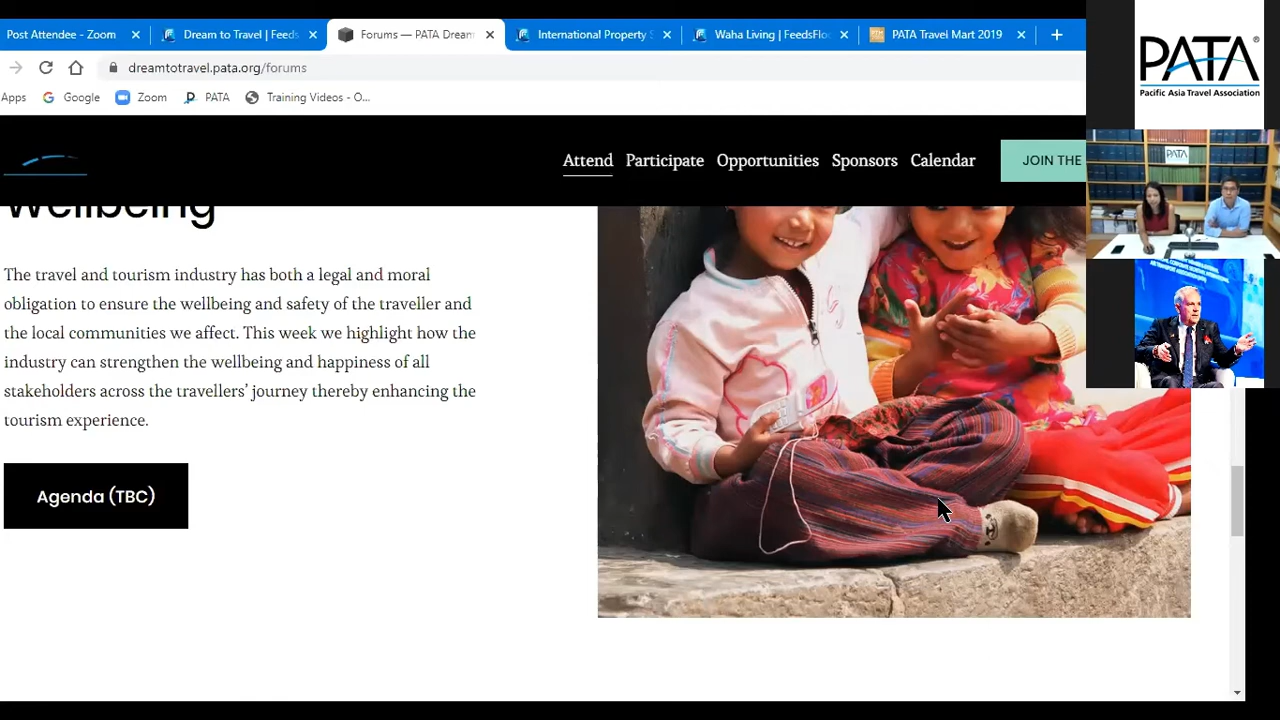 Post Attendee - Zoom
Dream to Travel | Feeds
Forums — PATA Dream
International Property S
Waha Living | FeedsFloo
PATA Travel Mart 2019
dreamtotravel.pata.org/forums
Apps
Google
Zoom
PATA
Training Videos - O...
Attend
Participate
Opportunities
Sponsors
Calendar
JOIN THE
Wellbeing
The travel and tourism industry has both a legal and moral
obligation to ensure the wellbeing and safety of the traveller and
the local communities we affect. This week we highlight how the
industry can strengthen the wellbeing and happiness of all
stakeholders across the travellers' journey thereby enhancing the
tourism experience.
Agenda (TBC)
PATA®
Pacific Asia Travel Association
PATA